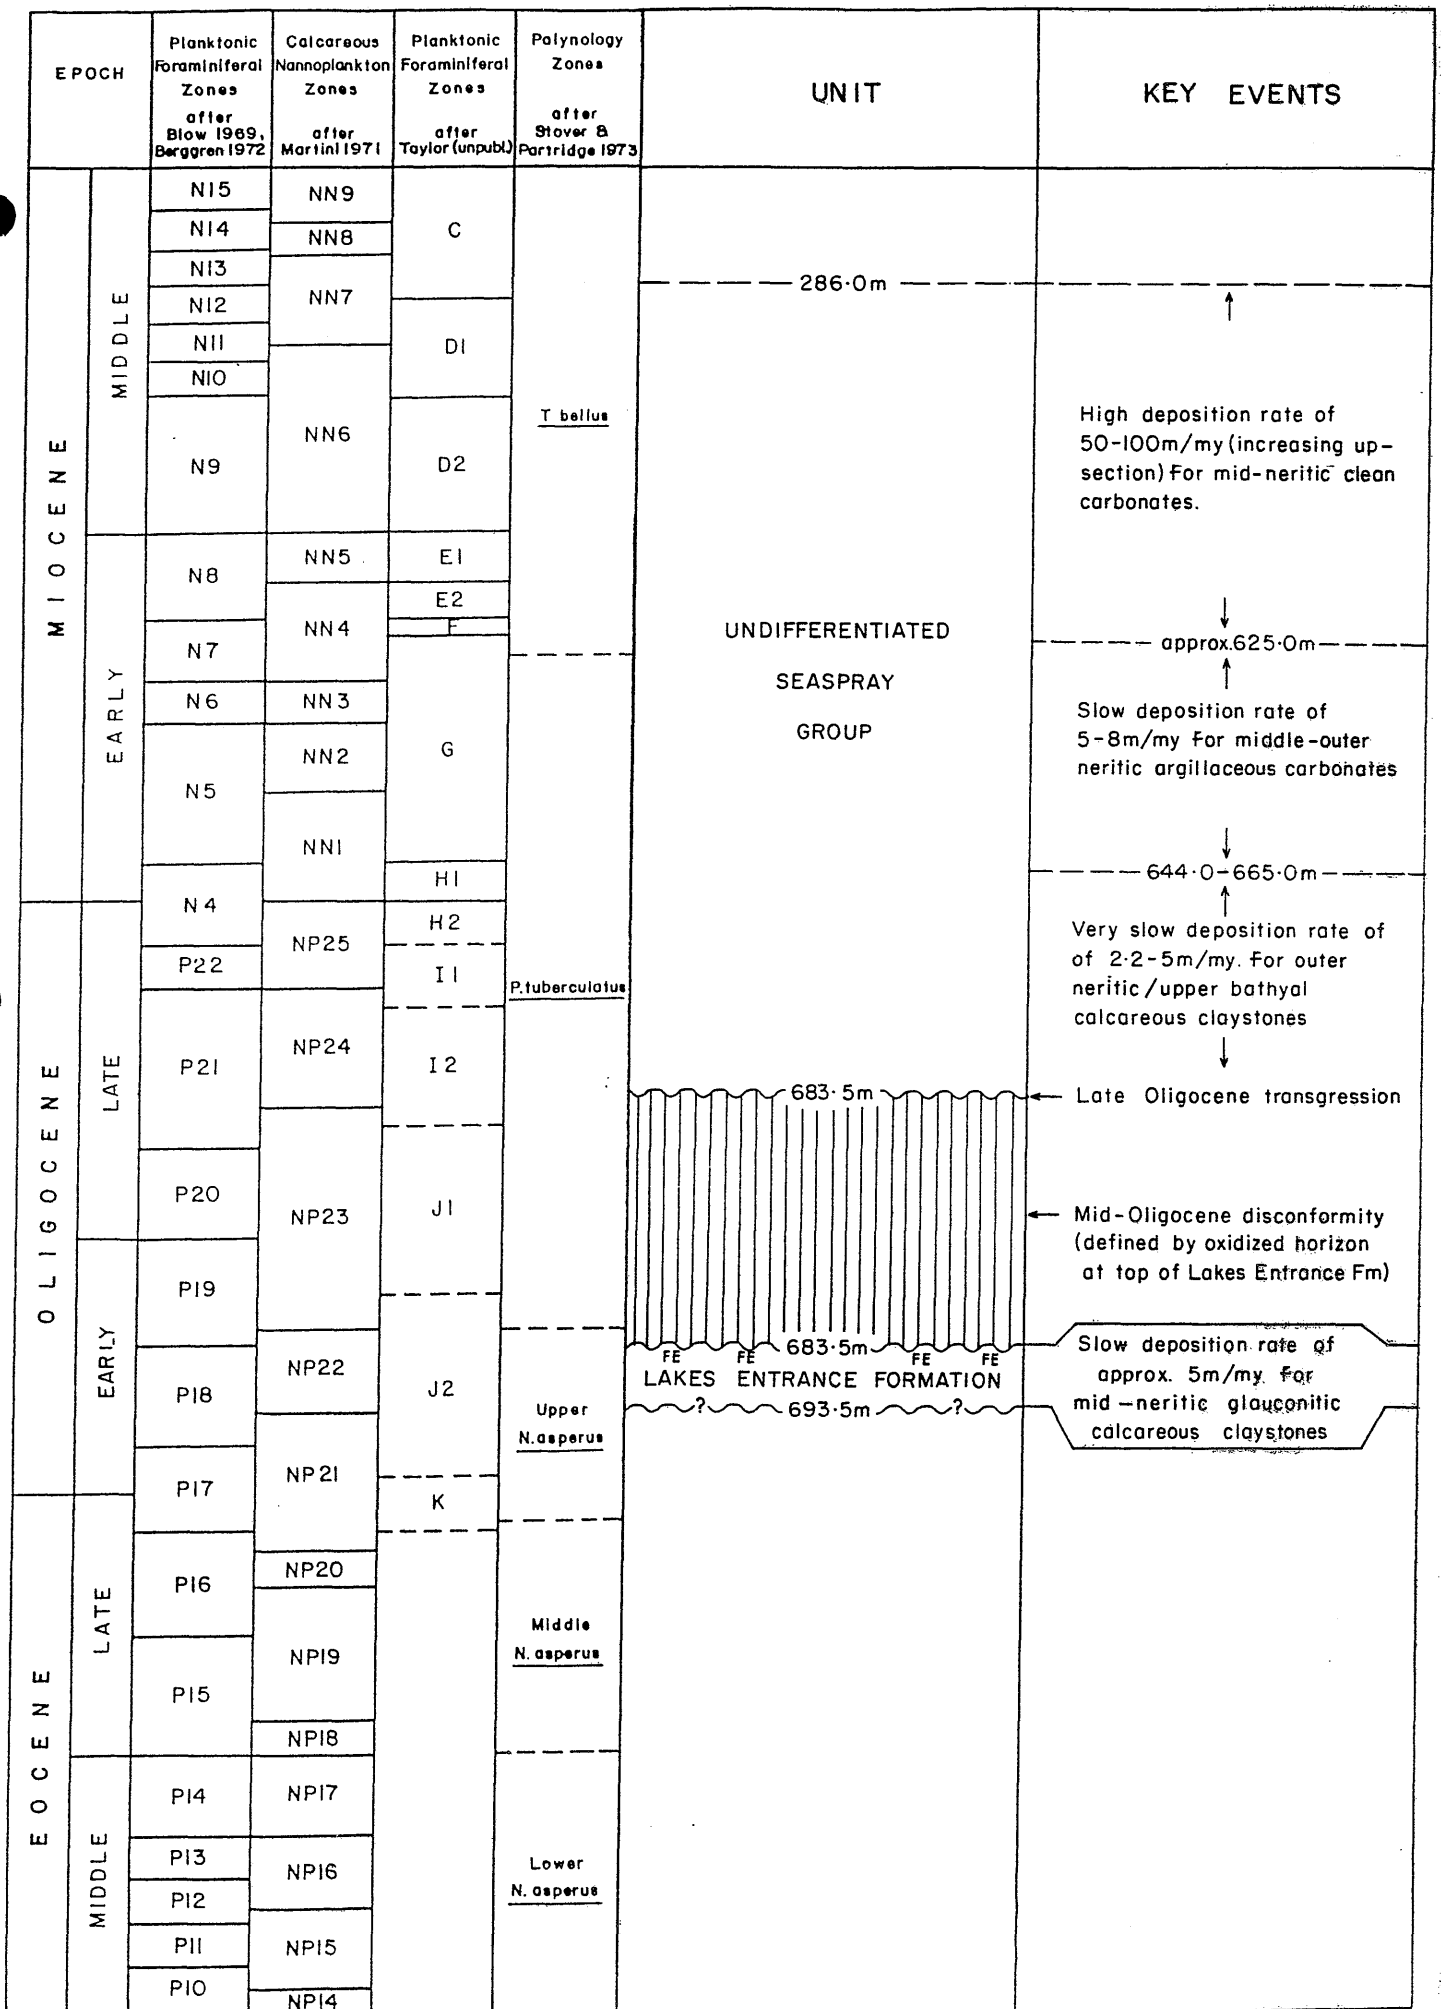 EPOCH
Planktonic
Foraminiferal
Zones
after
Blow 1969,
Berggren 1972
Calcareous
Nannoplankton
Zones
after
Martini 1971
Planktonic
Foraminiferal
Zones
after
Taylor (unpubl.)
Palynology
Zones
after
Stover &
Partridge 1973
UNIT
KEY EVENTS
MIOCENE
MIDDLE
EARLY
OLIGOCENE
LATE
EARLY
EOCENE
LATE
MIDDLE
N15
N14
N13
N12
N11
N10
N9
N8
N7
N6
N5
N4
P22
P21
P20
P19
P18
P17
P16
P15
P14
P13
P12
P11
P10
NN9
NN8
NN7
NN6
NN5
NN4
NN3
NN2
NN1
NP25
NP24
NP23
NP22
NP21
NP20
NP19
NP18
NP17
NP16
NP15
NP14
C
D1
D2
E1
E2
F
G
H1
H2
I1
I2
J1
J2
K
T bellus
P.tuberculatus
Upper
N.asperus
Middle
N. asperus
Lower
N. asperus
286·0m
UNDIFFERENTIATED
SEASPRAY
GROUP
683·5m
683·5m
FE FE FE FE
LAKES ENTRANCE FORMATION
? 693·5m ?
High deposition rate of
50-100m/my (increasing up-
section) For mid-neritic clean
carbonates.
approx.625·0m
Slow deposition rate of
5-8m/my For middle-outer
neritic argillaceous carbonates
644·0-665·0m
Very slow deposition rate of
of 2·2-5m/my. For outer
neritic/upper bathyal
calcareous claystones
Late Oligocene transgression
Mid-Oligocene disconformity
(defined by oxidized horizon
at top of Lakes Entrance Fm)
Slow deposition rate of
approx. 5m/my. For
mid-neritic glauconitic
calcareous claystones